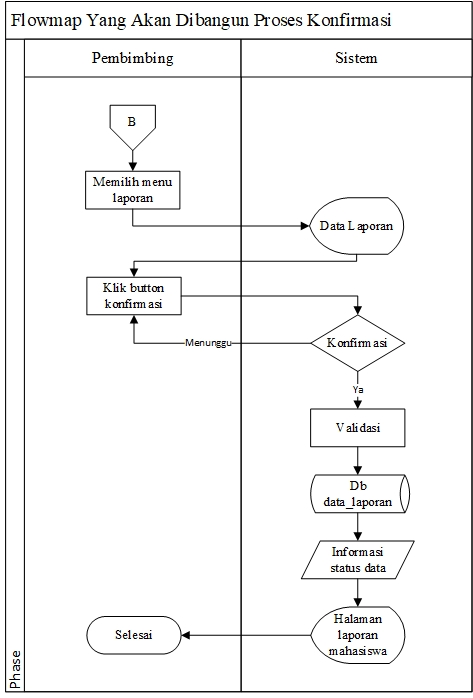 Flowmap Yang Akan Dibangun Proses Konfirmasi
Pembimbing
Sistem
B
Memilih menu
laporan
Data Laporan
Klik button
konfirmasi
Konfirmasi
Menunggu
Ya
Validasi
Db
data_laporan
Informasi
status data
Halaman
laporan
mahasiswa
Selesai
Phase